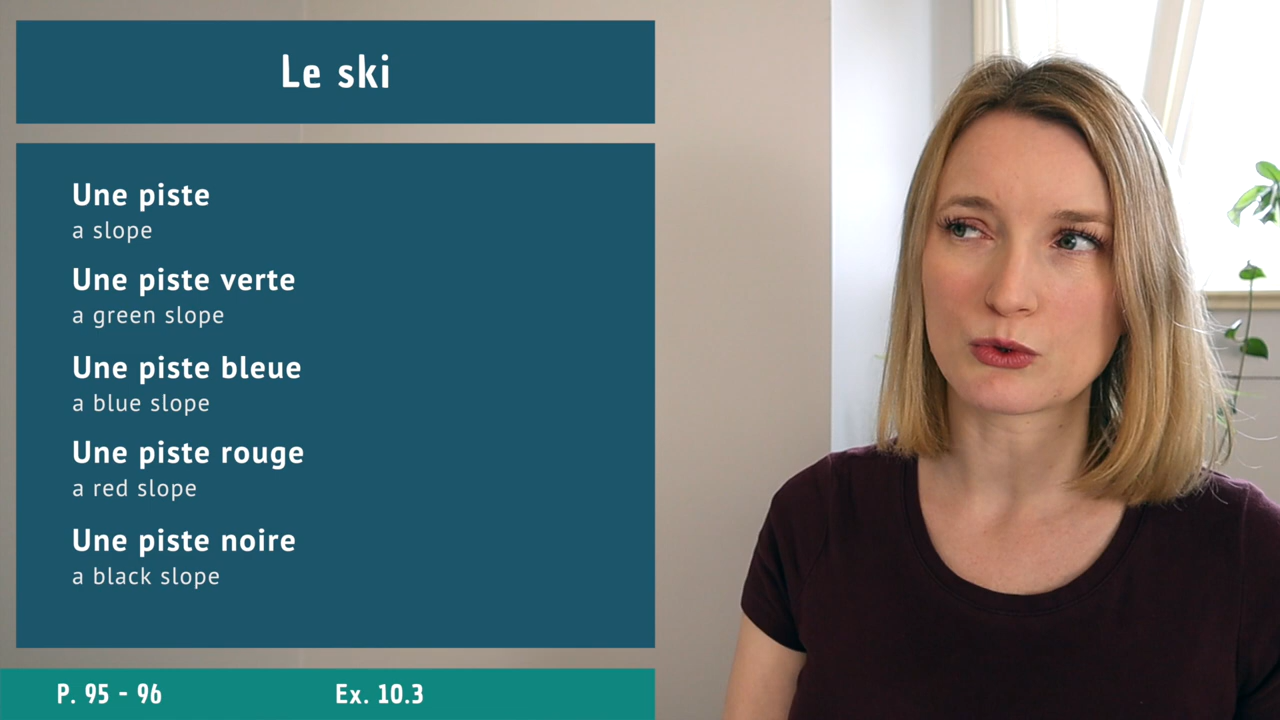 Le ski
Une piste
a slope
Une piste verte
a green slope
Une piste bleue
a blue slope
Une piste rouge
a red slope
Une piste noire
a black slope
P. 95 - 96 Ex. 10.3